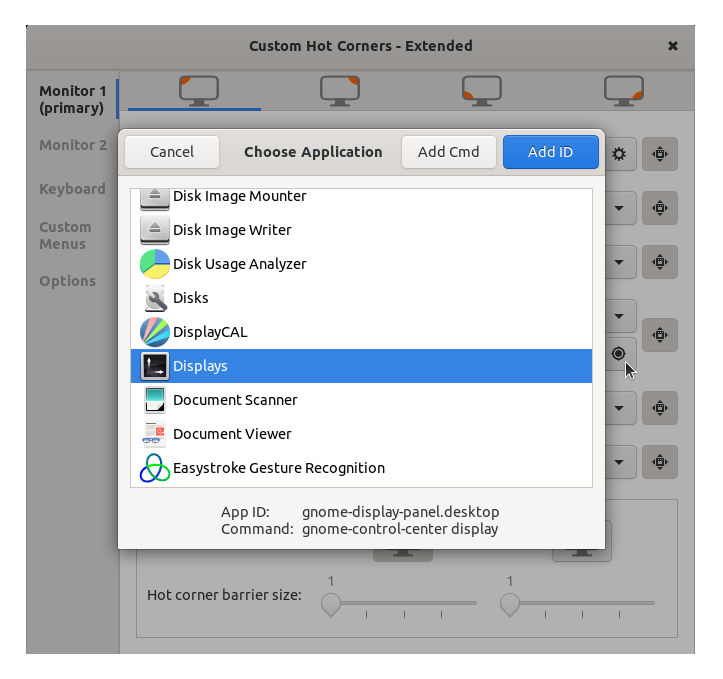 Custom Hot Corners - Extended
Monitor 1
(primary)
Monitor 2
Keyboard
Custom
Menus
Options
Cancel
Choose Application
Add Cmd
Add ID
Disk Image Mounter
Disk Image Writer
Disk Usage Analyzer
Disks
DisplayCAL
Displays
Document Scanner
Document Viewer
Easystroke Gesture Recognition
App ID: gnome-display-panel.desktop
Command: gnome-control-center display
Hot corner barrier size:
1
1